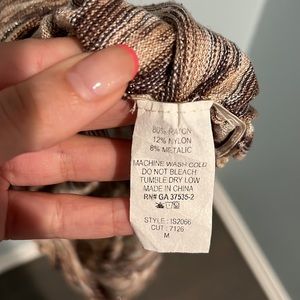 80% RAYON
12% NYLON
8% METALIC
MACHINE WASH COLD
DO NOT BLEACH
TUMBLE DRY LOW
MADE IN CHINA
RN# GA 37535-2
STYLE : IS2066
CUT : 7126
M